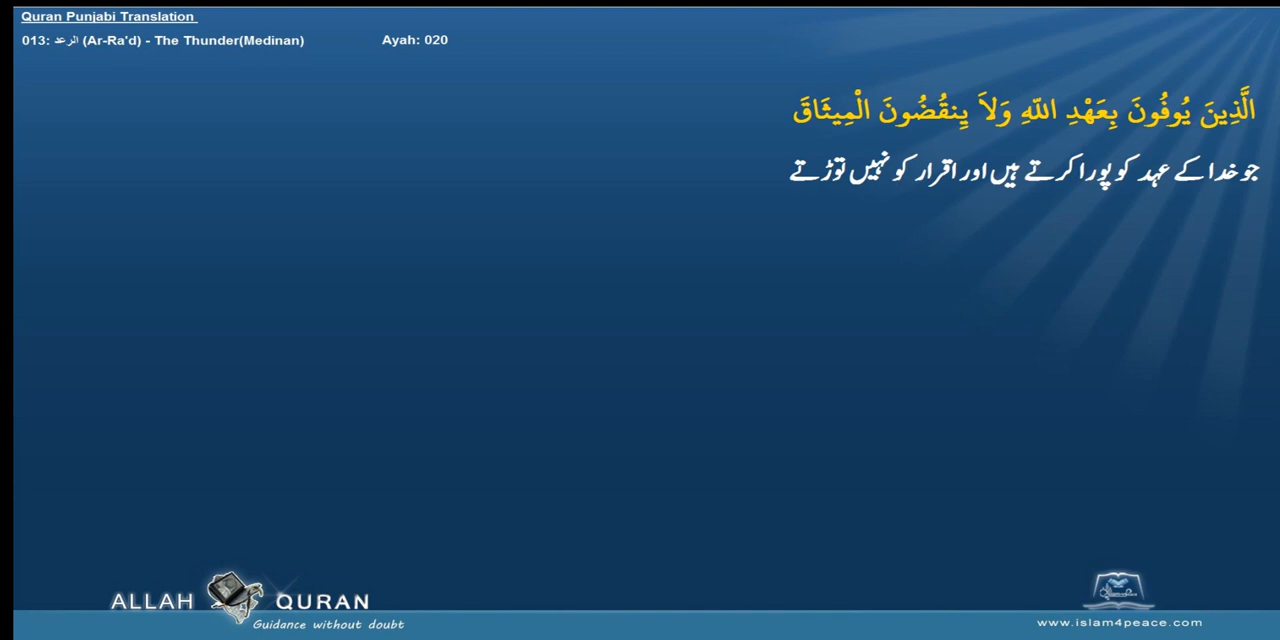 Quran Punjabi Translation
013: الرعد (Ar-Ra'd) - The Thunder(Medinan) Ayah: 020
الَّذِينَ يُوفُونَ بِعَهْدِ اللّهِ وَلاَ يِنقُضُونَ الْمِيثَاقَ
جو خدا کے عہد کو پورا کرتے ہیں اور اقرار کو نہیں توڑتے
ALLAH QURAN
Guidance without doubt
www.islam4peace.com